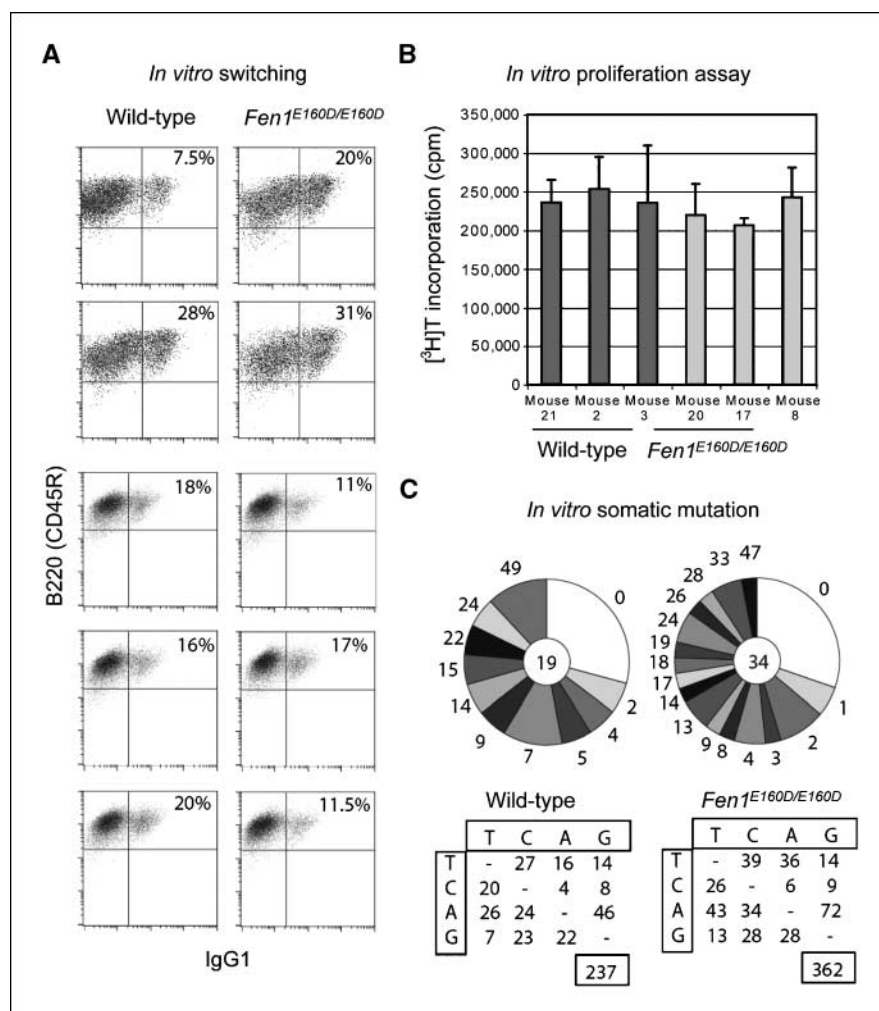 A
In vitro switching
Wild-type
Fen1E160D/E160D
7.5%
20%
28%
31%
18%
11%
16%
17%
20%
11.5%
B220 (CD45R)
IgG1
B
In vitro proliferation assay
[3H]T incorporation (cpm)
350,000
300,000
250,000
200,000
150,000
100,000
50,000
0
Mouse 21
Mouse 2
Mouse 3
Mouse 20
Mouse 17
Mouse 8
Wild-type
Fen1E160D/E160D
C
In vitro somatic mutation
49
0
24
22
15
14
9
7
5
4
2
19
47
0
33
28
26
24
19
18
17
14
13
9
8
4
3
2
1
34
Wild-type
T C A G
T - 27 16 14
C 20 - 4 8
A 26 24 - 46
G 7 23 22 -
237
Fen1E160D/E160D
T C A G
T - 39 36 14
C 26 - 6 9
A 43 34 - 72
G 13 28 28 -
362